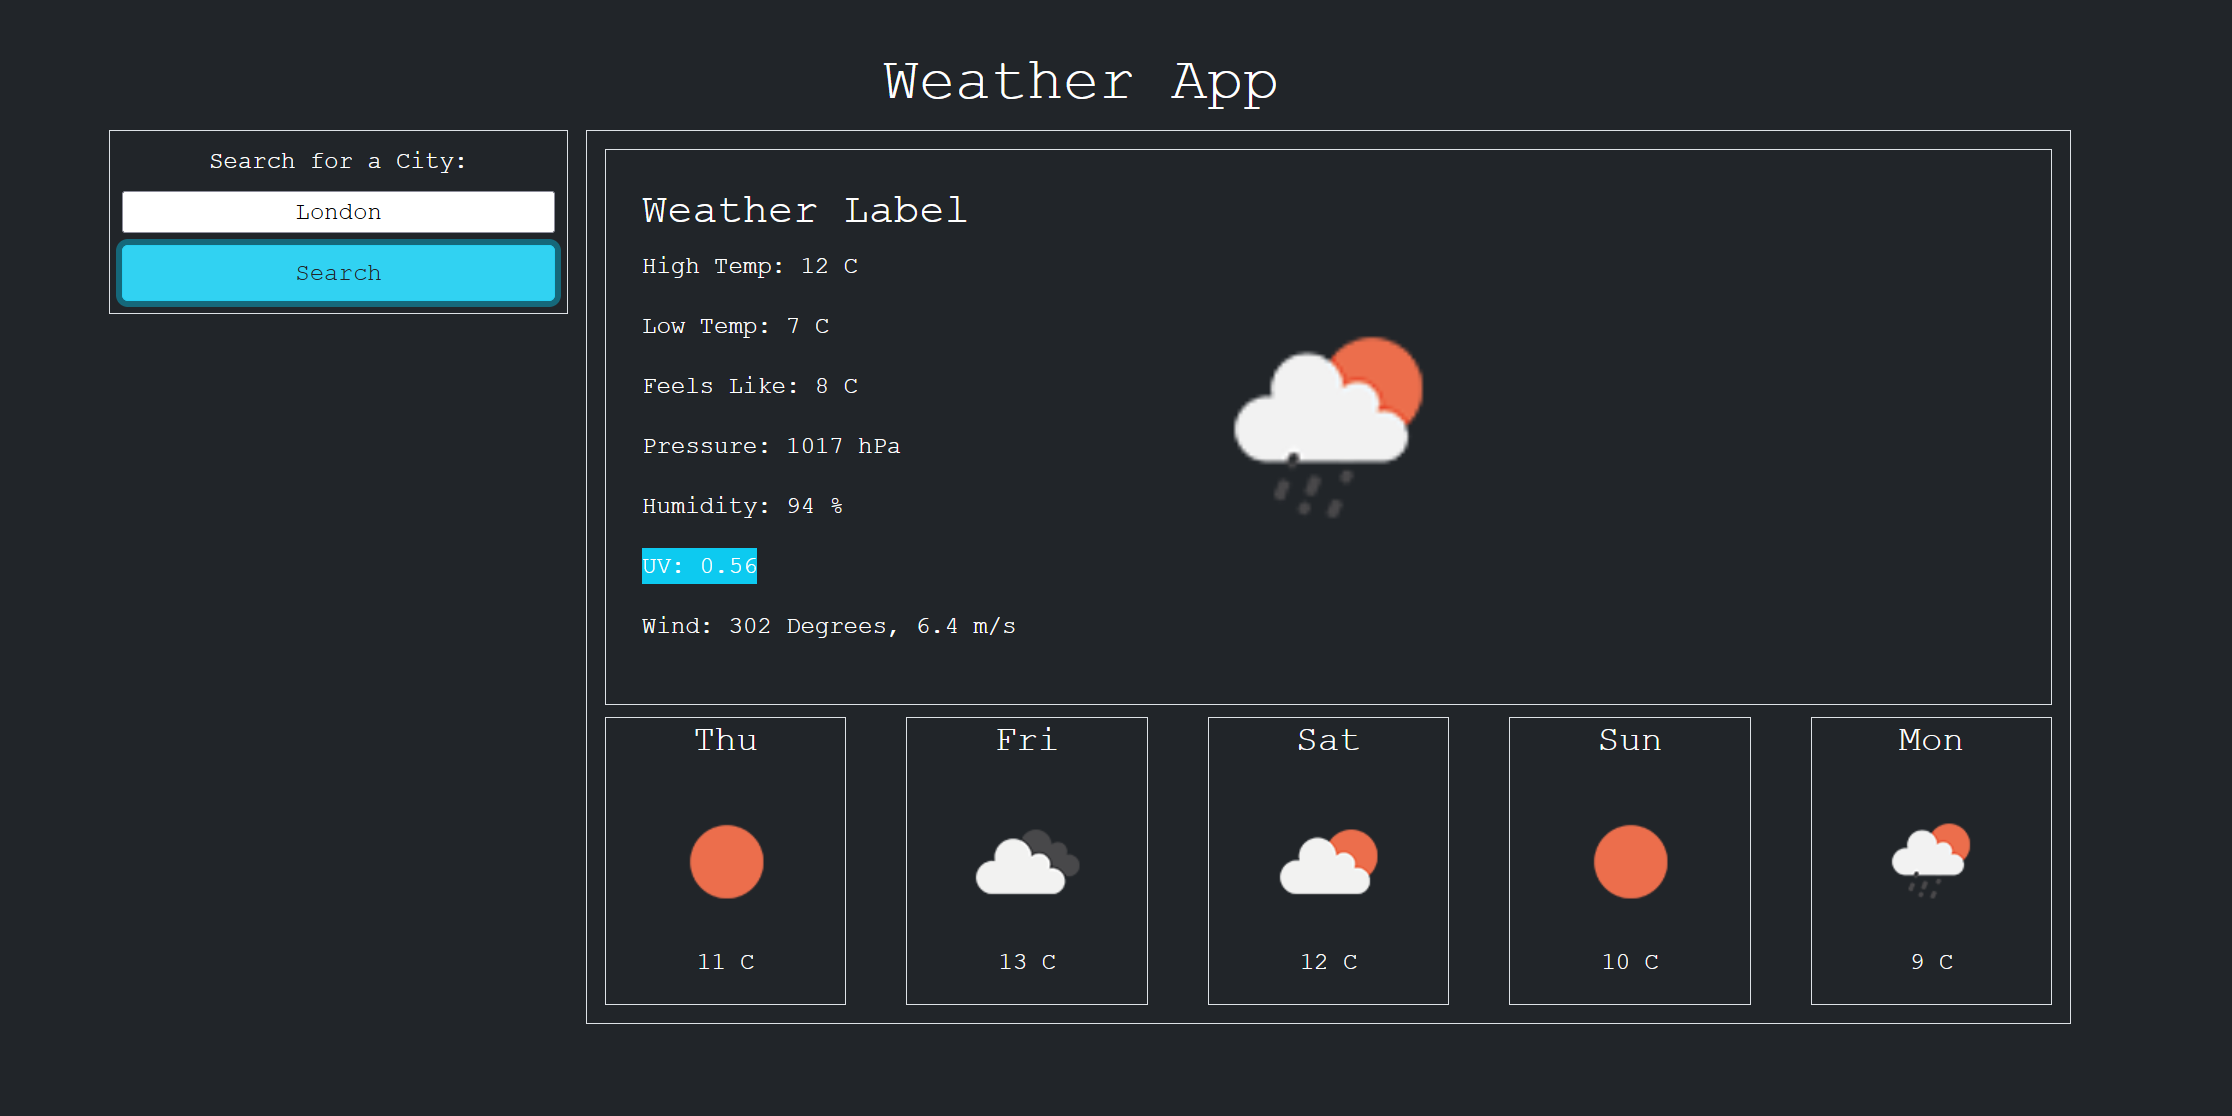 Weather App
Search for a City:
London
Search
Weather Label
High Temp: 12 C
Low Temp: 7 C
Feels Like: 8 C
Pressure: 1017 hPa
Humidity: 94 %
UV: 0.56
Wind: 302 Degrees, 6.4 m/s
Thu
11 C
Fri
13 C
Sat
12 C
Sun
10 C
Mon
9 C